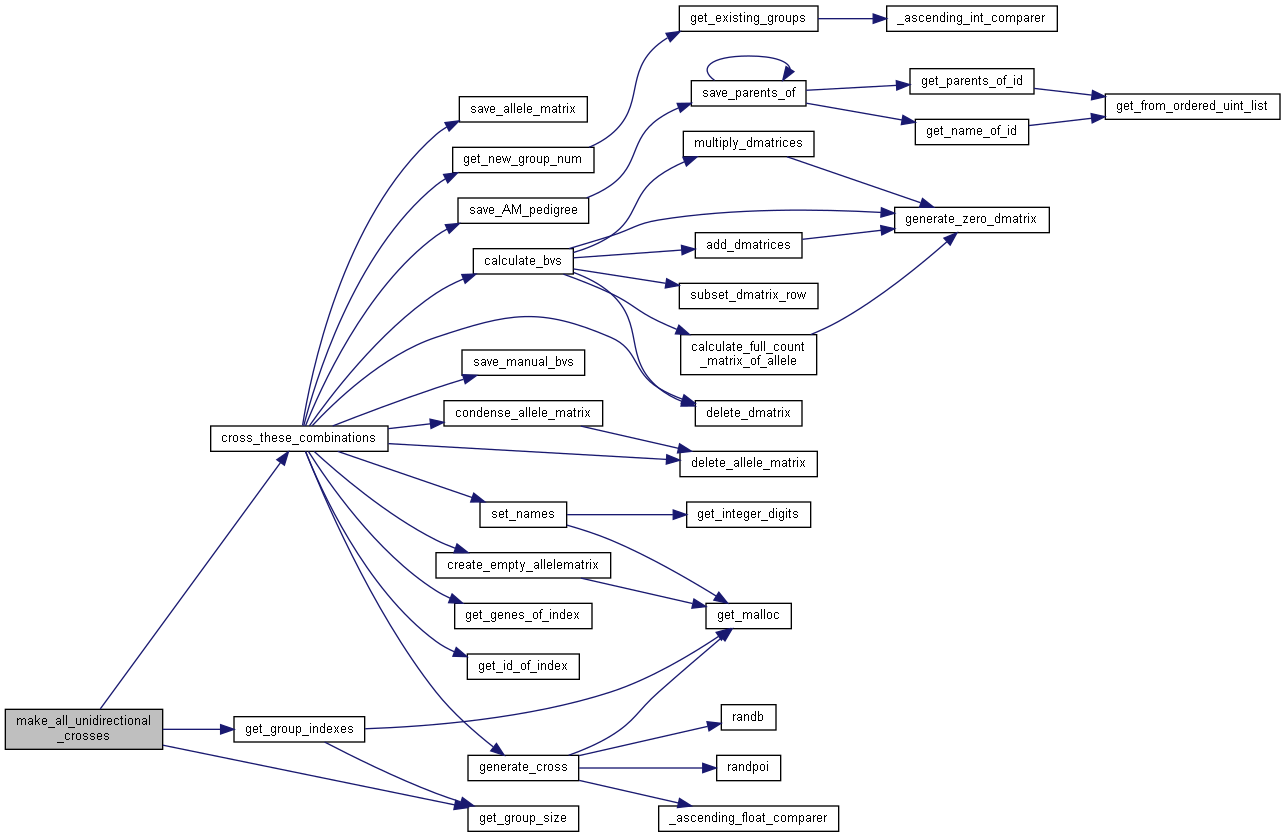 get_existing_groups
_ascending_int_comparer
save_parents_of
get_parents_of_id
get_from_ordered_uint_list
save_allele_matrix
get_name_of_id
multiply_dmatrices
get_new_group_num
save_AM_pedigree
generate_zero_dmatrix
add_dmatrices
calculate_bvs
subset_dmatrix_row
calculate_full_count
_matrix_of_allele
save_manual_bvs
condense_allele_matrix
delete_dmatrix
cross_these_combinations
delete_allele_matrix
set_names
get_integer_digits
create_empty_allelematrix
get_genes_of_index
get_malloc
get_id_of_index
make_all_unidirectional
_crosses
get_group_indexes
randb
generate_cross
randpoi
get_group_size
_ascending_float_comparer